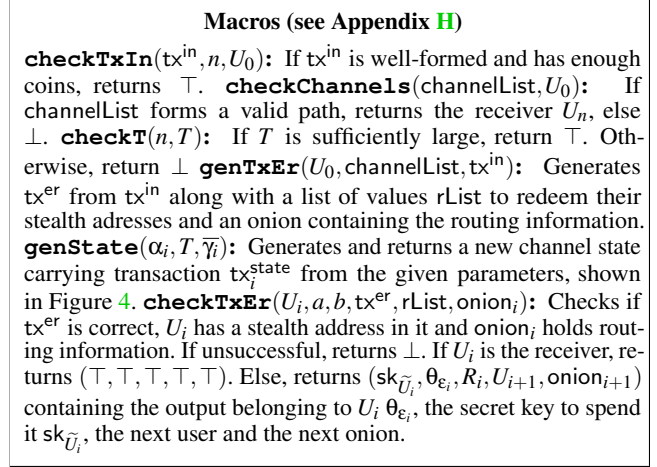 Macros (see Appendix H)
checkTxIn(tx^in, n, U_0): If tx^in is well-formed and has enough
coins, returns ⊤. checkChannels(channelList, U_0): If
channelList forms a valid path, returns the receiver U_n, else
⊥. checkT(n, T): If T is sufficiently large, return ⊤. Oth-
erwise, return ⊥ genTxEr(U_0, channelList, tx^in): Generates
tx^er from tx^in along with a list of values rList to redeem their
stealth adresses and an onion containing the routing information.
genState(α_i, T, γ̅_i): Generates and returns a new channel state
carrying transaction tx_i^state from the given parameters, shown
in Figure 4. checkTxEr(U_i, a, b, tx^er, rList, onion_i): Checks if
tx^er is correct, U_i has a stealth address in it and onion_i holds rout-
ing information. If unsuccessful, returns ⊥. If U_i is the receiver, re-
turns (⊤, ⊤, ⊤, ⊤, ⊤). Else, returns (sk_{Ũ_i}, θ_{ε_i}, R_i, U_{i+1}, onion_{i+1})
containing the output belonging to U_i θ_{ε_i}, the secret key to spend
it sk_{Ũ_i}, the next user and the next onion.